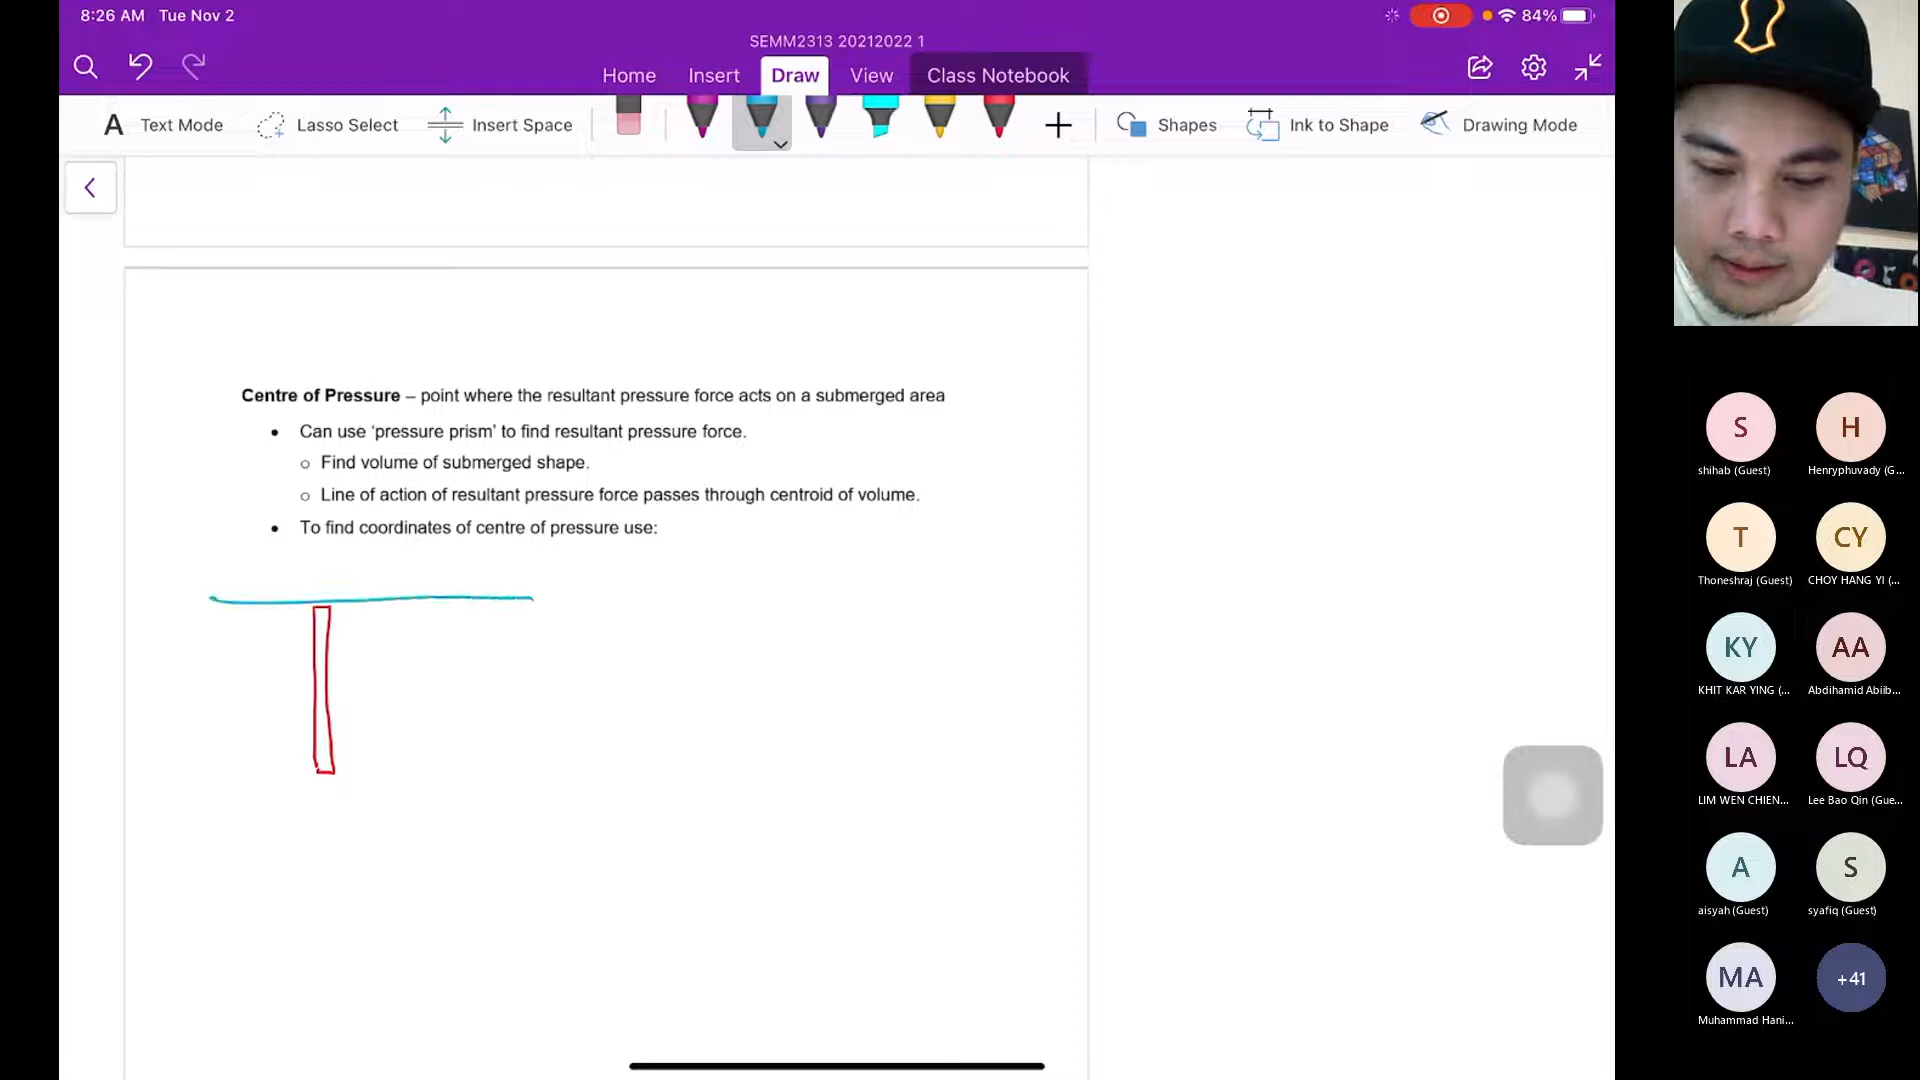 8:26 AM Tue Nov 2
84%
SEMM2313 20212022 1
Home Insert Draw View Class Notebook
A Text Mode Lasso Select Insert Space Shapes Ink to Shape Drawing Mode
Centre of Pressure – point where the resultant pressure force acts on a submerged area
• Can use ‘pressure prism’ to find resultant pressure force.
o Find volume of submerged shape.
o Line of action of resultant pressure force passes through centroid of volume.
• To find coordinates of centre of pressure use:
S H
shihab (Guest) Henryphuvady (G...
T CY
Thoneshraj (Guest) CHOY HANG YI (...
KY AA
KHIT KAR YING (... Abdihamid Abiib...
LA LQ
LIM WEN CHIEN... Lee Bao Qin (Gue...
A S
aisyah (Guest) syafiq (Guest)
MA +41
Muhammad Hani...